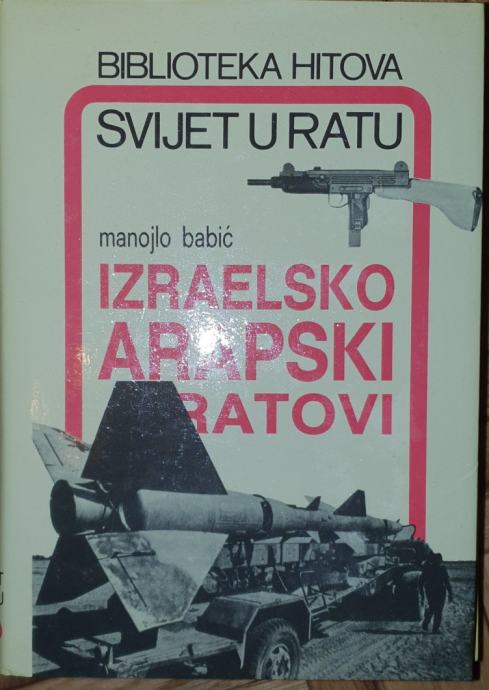 BIBLIOTEKA HITOVA
SVIJET U RATU
manojlo babić
IZRAELSKO
ARAPSKI
RATOVI